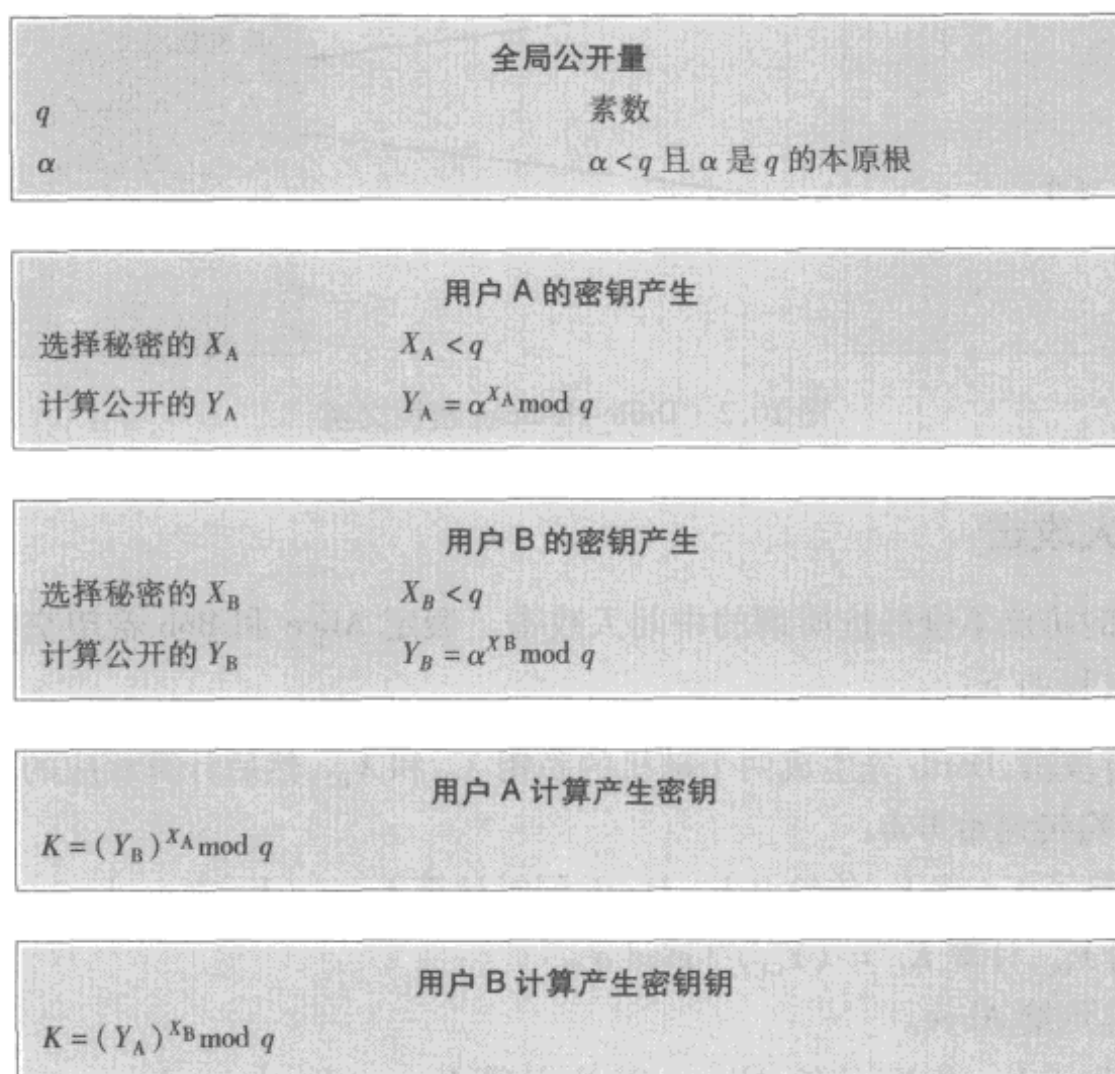 全局公开量
q 素数
α α < q 且 α 是 q 的本原根
用户 A 的密钥产生
选择秘密的 X_A X_A < q
计算公开的 Y_A Y_A = α^{X_A} mod q
用户 B 的密钥产生
选择秘密的 X_B X_B < q
计算公开的 Y_B Y_B = α^{X_B} mod q
用户 A 计算产生密钥
K = (Y_B)^{X_A} mod q
用户 B 计算产生密钥钥
K = (Y_A)^{X_B} mod q